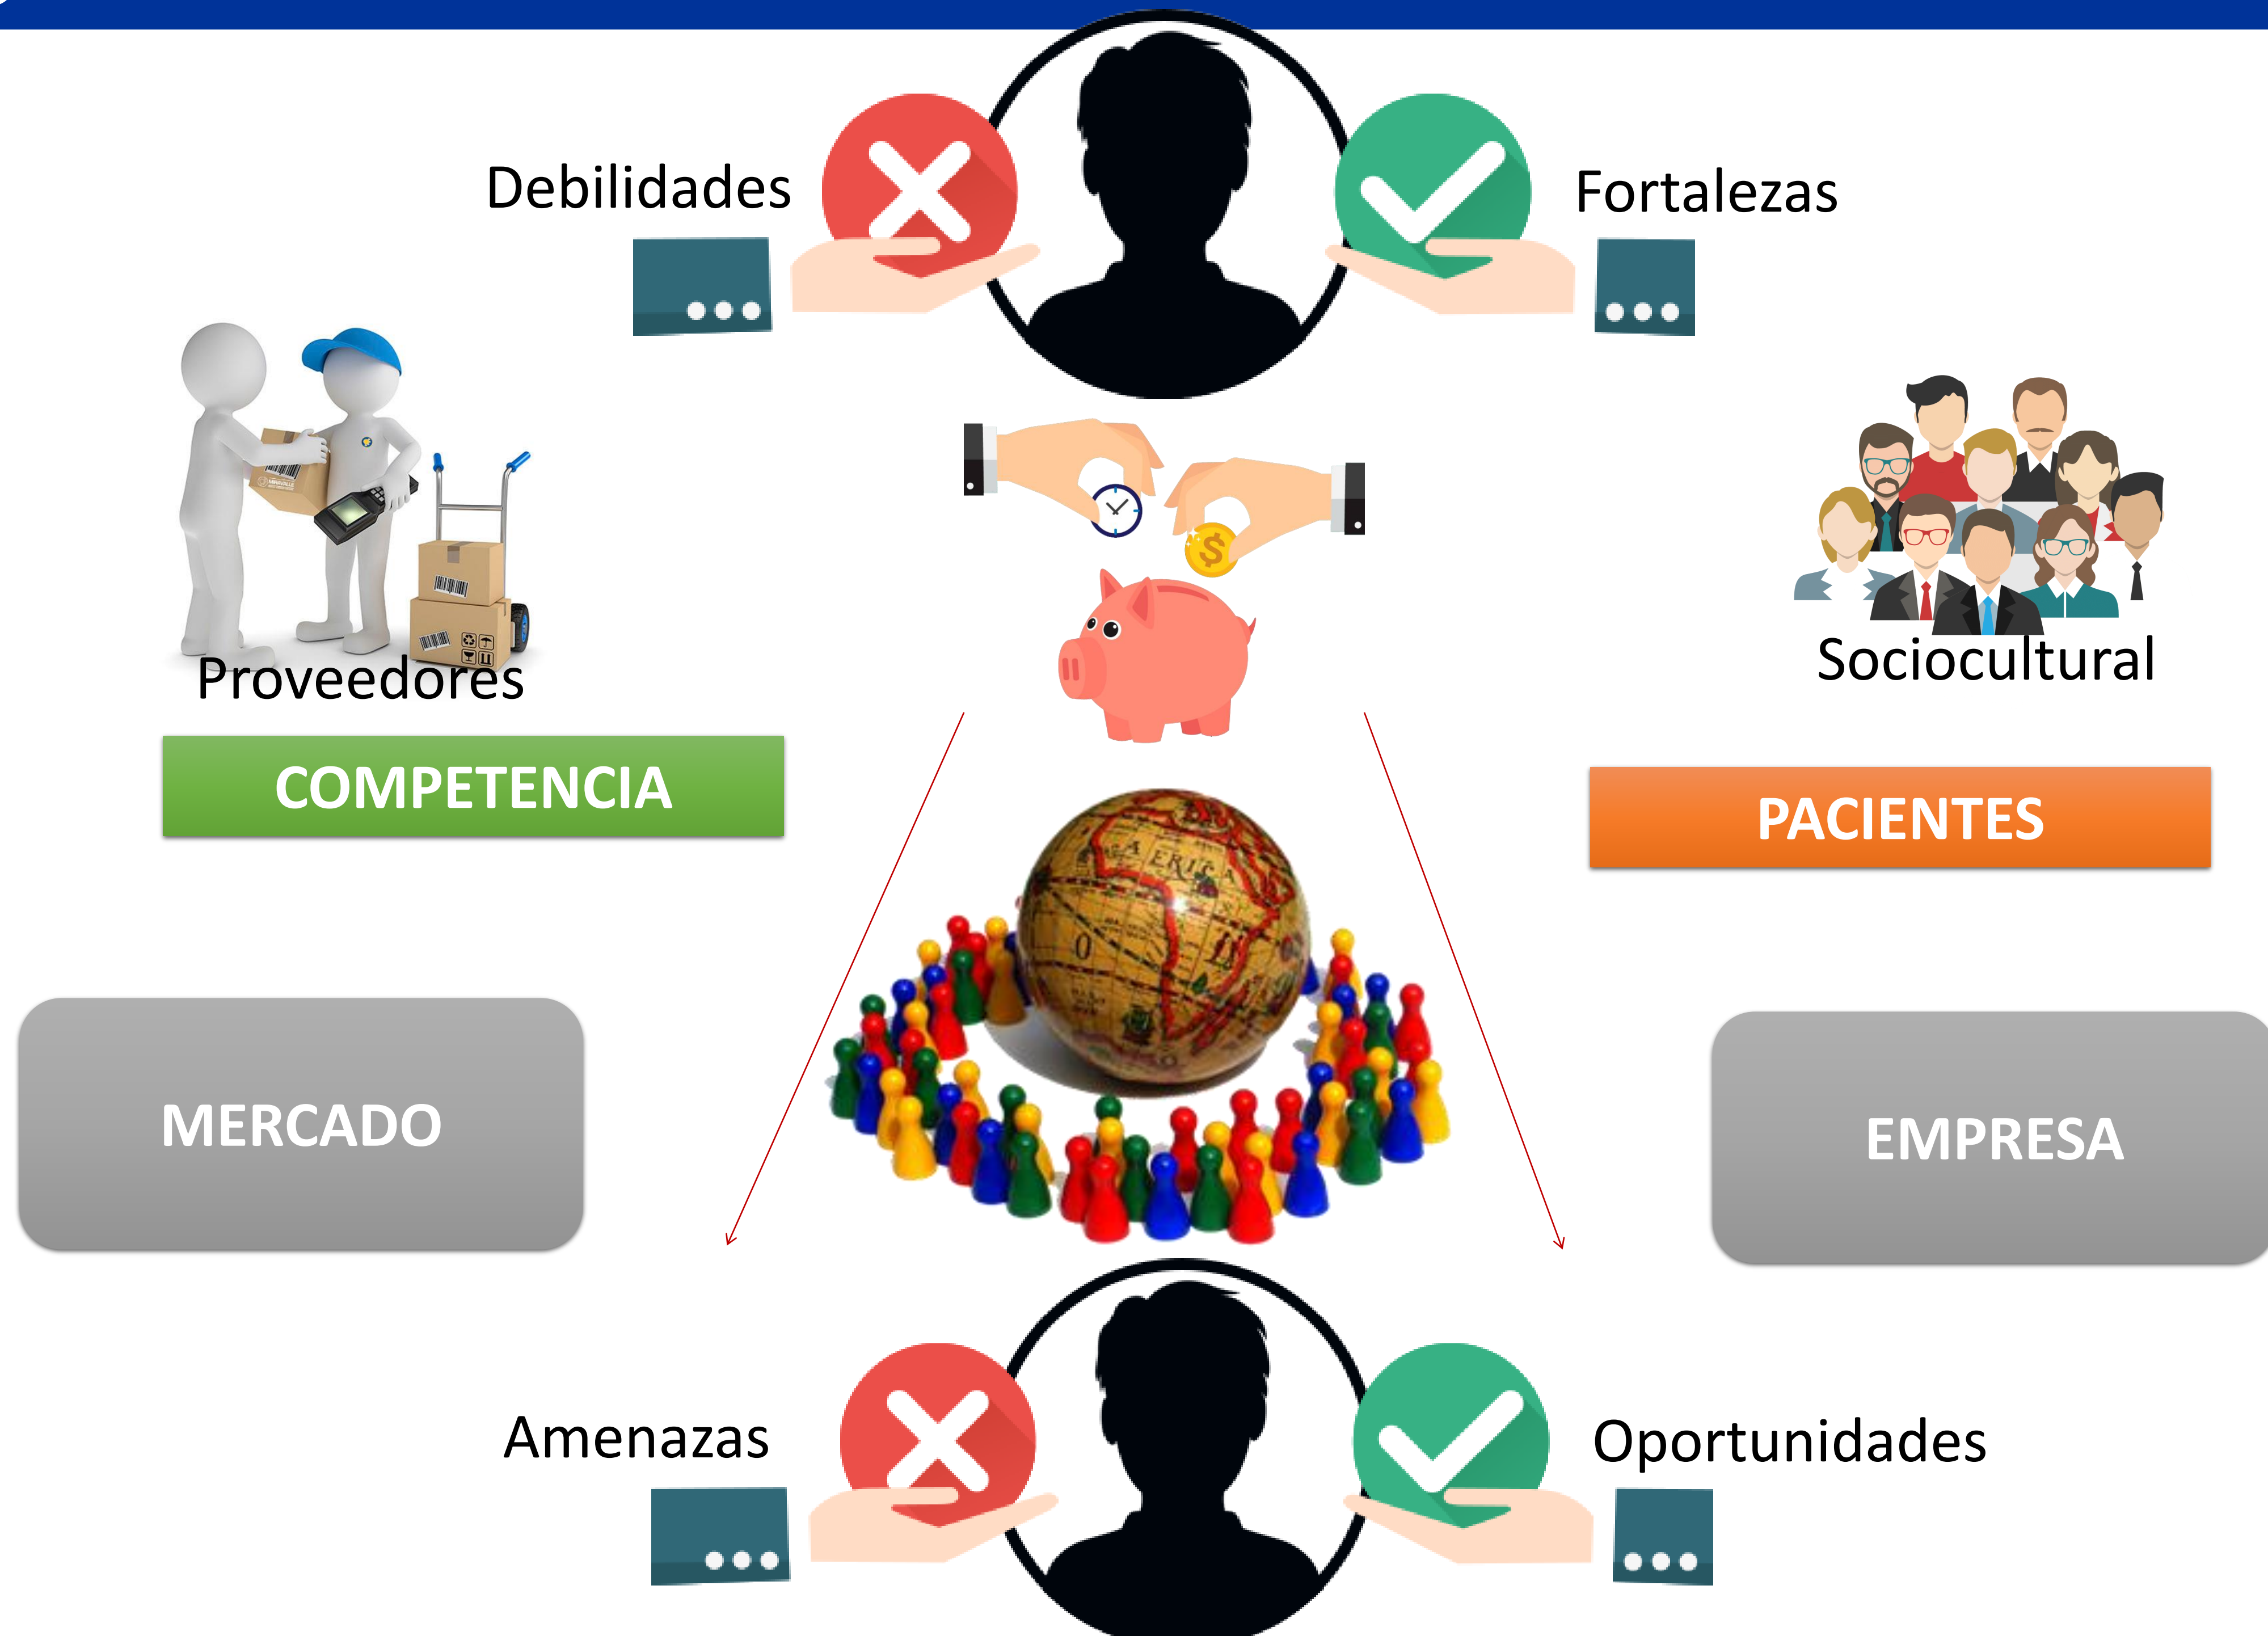 Debilidades
Fortalezas
Proveedores
Sociocultural
COMPETENCIA
PACIENTES
MERCADO
EMPRESA
Amenazas
Oportunidades